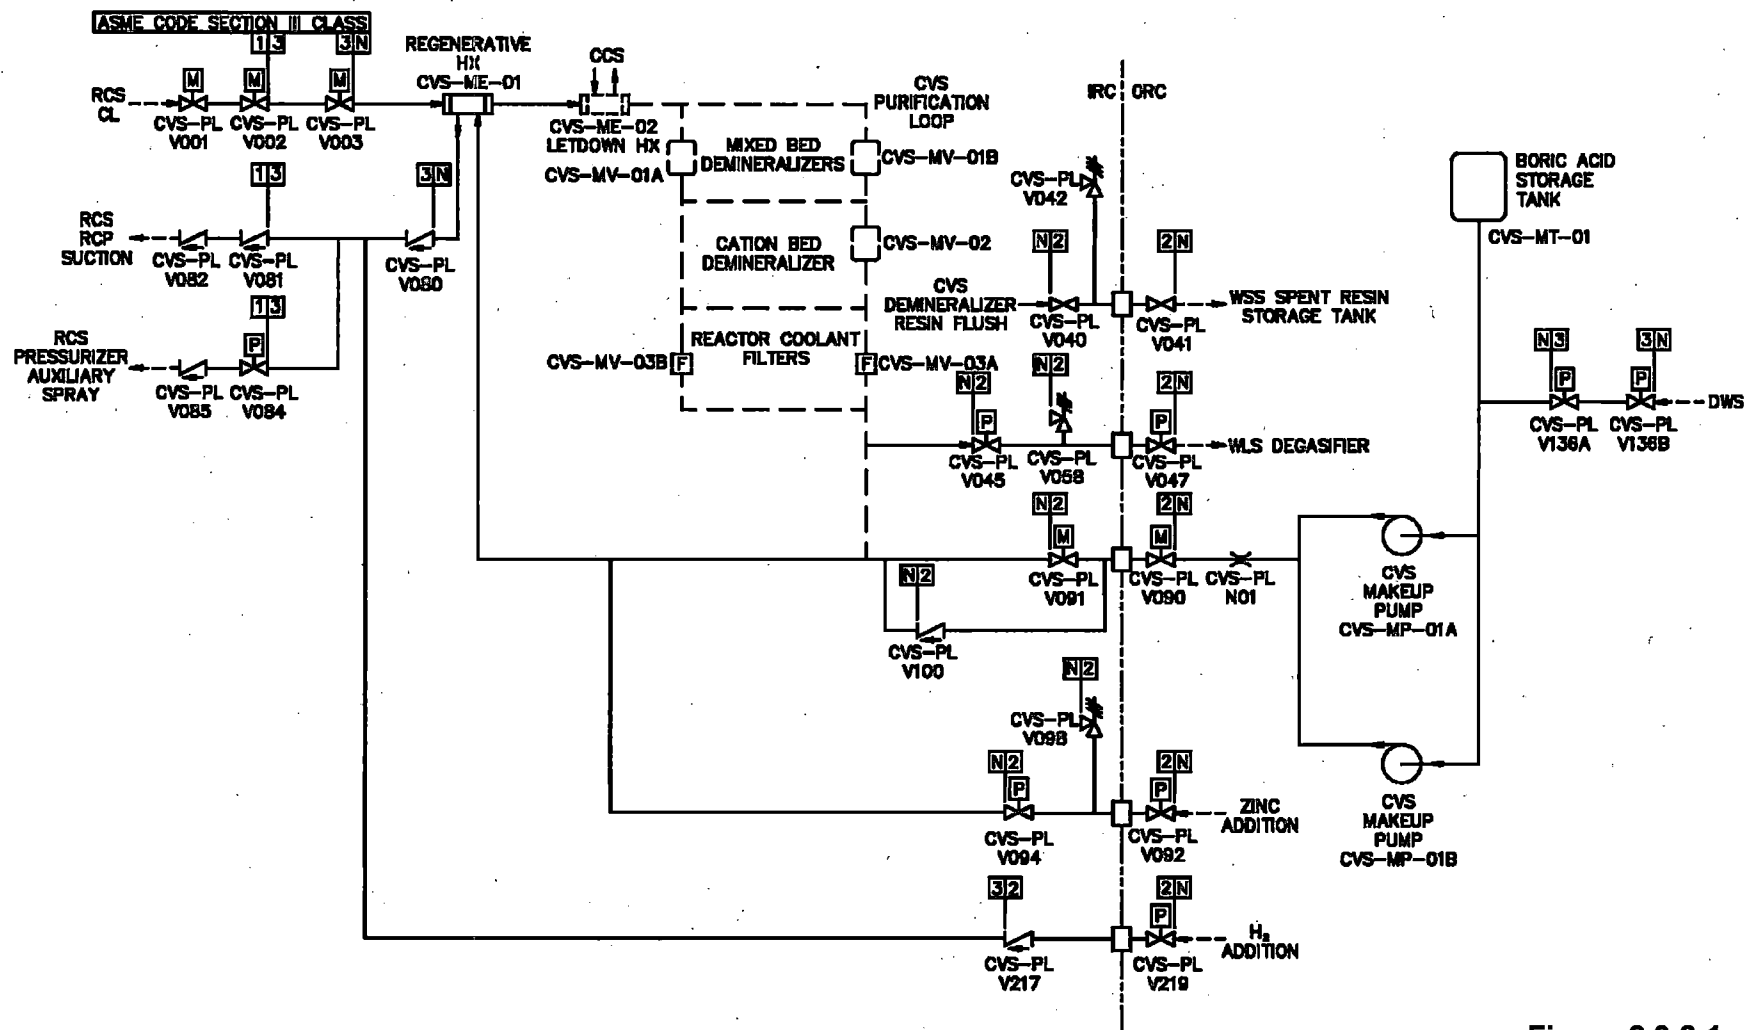 ASME CODE SECTION III CLASS
1 3
3 N
M
M
M
RCS
CL
CVS-PL
V001
CVS-PL
V002
CVS-PL
V003
REGENERATIVE
HX
CVS-ME-01
CCS
CVS-ME-02
LETDOWN HX
CVS-MV-01A
MIXED BED
DEMINERALIZERS
CVS
PURIFICATION
LOOP
CVS-MV-01B
IRC
ORC
BORIC ACID
STORAGE
TANK
CVS-MT-01
1 3
3 N
RCS
RCP
SUCTION
CVS-PL
V082
CVS-PL
V081
CVS-PL
V080
CATION BED
DEMINERALIZER
CVS-MV-02
CVS-PL
V042
N 2
2 N
CVS
DEMINERALIZER
RESIN FLUSH
CVS-PL
V040
CVS-PL
V041
WSS SPENT RESIN
STORAGE TANK
1 3
P
RCS
PRESSURIZER
AUXILIARY
SPRAY
CVS-PL
V085
CVS-PL
V084
REACTOR COOLANT
FILTERS
CVS-MV-03B
F
F
CVS-MV-03A
N 2
N 2
2 N
P
P
CVS-PL
V045
CVS-PL
V058
CVS-PL
V047
WLS DEGASIFIER
N 3
3 N
P
P
DWS
CVS-PL
V136A
CVS-PL
V136B
N 2
2 N
M
M
CVS-PL
V091
CVS-PL
V090
CVS-PL
N01
CVS
MAKEUP
PUMP
CVS-MP-01A
N 2
CVS-PL
V100
N 2
CVS-PL
V098
N 2
2 N
P
P
CVS-PL
V094
CVS-PL
V092
ZINC
ADDITION
CVS
MAKEUP
PUMP
CVS-MP-01B
3 2
2 N
P
CVS-PL
V217
CVS-PL
V219
H₂
ADDITION